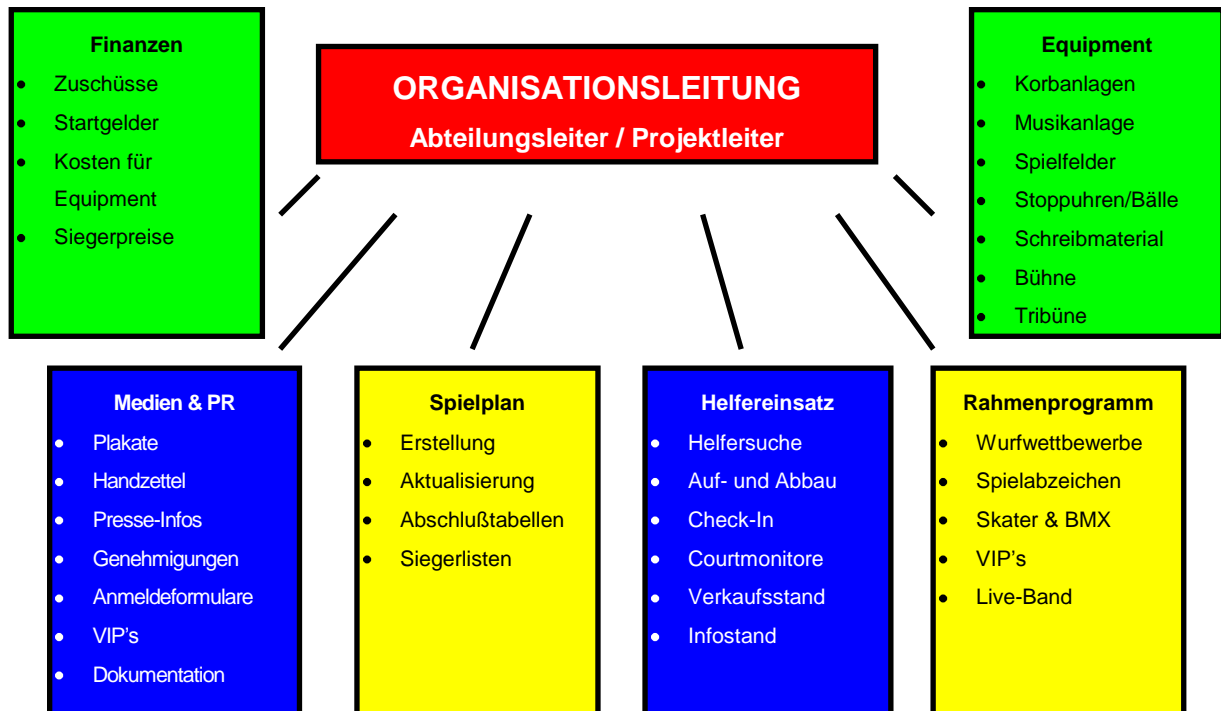 ORGANISATIONSLEITUNG
Abteilungsleiter / Projektleiter
Finanzen
• Zuschüsse
• Startgelder
• Kosten für
Equipment
• Siegerpreise
Equipment
• Korbanlagen
• Musikanlage
• Spielfelder
• Stoppuhren/Bälle
• Schreibmaterial
• Bühne
• Tribüne
Medien & PR
• Plakate
• Handzettel
• Presse-Infos
• Genehmigungen
• Anmeldeformulare
• VIP's
• Dokumentation
Spielplan
• Erstellung
• Aktualisierung
• Abschlußtabellen
• Siegerlisten
Helfereinsatz
• Helfersuche
• Auf- und Abbau
• Check-In
• Courtmonitore
• Verkaufsstand
• Infostand
Rahmenprogramm
• Wurfwettbewerbe
• Spielabzeichen
• Skater & BMX
• VIP's
• Live-Band